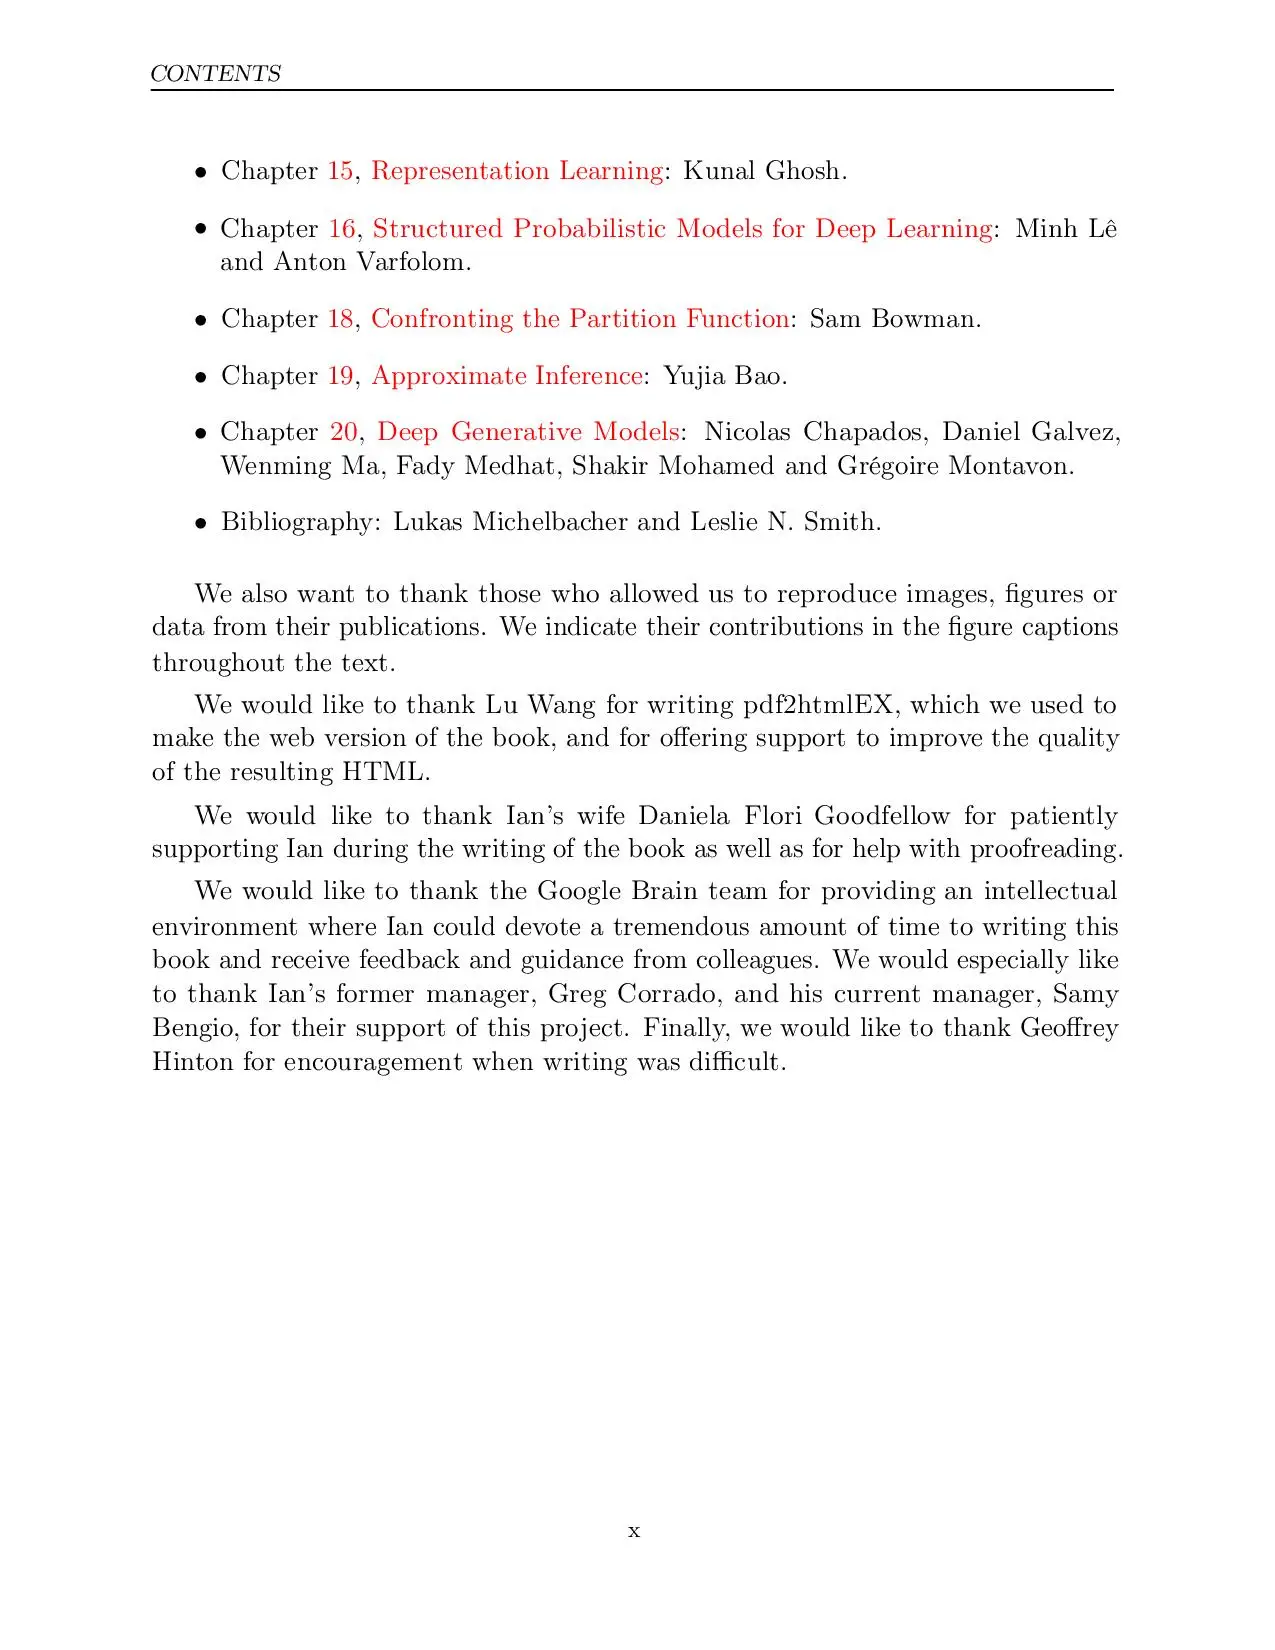 CONTENTS
• Chapter 15, Representation Learning: Kunal Ghosh.
• Chapter 16, Structured Probabilistic Models for Deep Learning: Minh Lê
and Anton Varfolom.
• Chapter 18, Confronting the Partition Function: Sam Bowman.
• Chapter 19, Approximate Inference: Yujia Bao.
• Chapter 20, Deep Generative Models: Nicolas Chapados, Daniel Galvez,
Wenming Ma, Fady Medhat, Shakir Mohamed and Grégoire Montavon.
• Bibliography: Lukas Michelbacher and Leslie N. Smith.
We also want to thank those who allowed us to reproduce images, figures or
data from their publications. We indicate their contributions in the figure captions
throughout the text.
We would like to thank Lu Wang for writing pdf2htmlEX, which we used to
make the web version of the book, and for offering support to improve the quality
of the resulting HTML.
We would like to thank Ian’s wife Daniela Flori Goodfellow for patiently
supporting Ian during the writing of the book as well as for help with proofreading.
We would like to thank the Google Brain team for providing an intellectual
environment where Ian could devote a tremendous amount of time to writing this
book and receive feedback and guidance from colleagues. We would especially like
to thank Ian’s former manager, Greg Corrado, and his current manager, Samy
Bengio, for their support of this project. Finally, we would like to thank Geoffrey
Hinton for encouragement when writing was difficult.
x